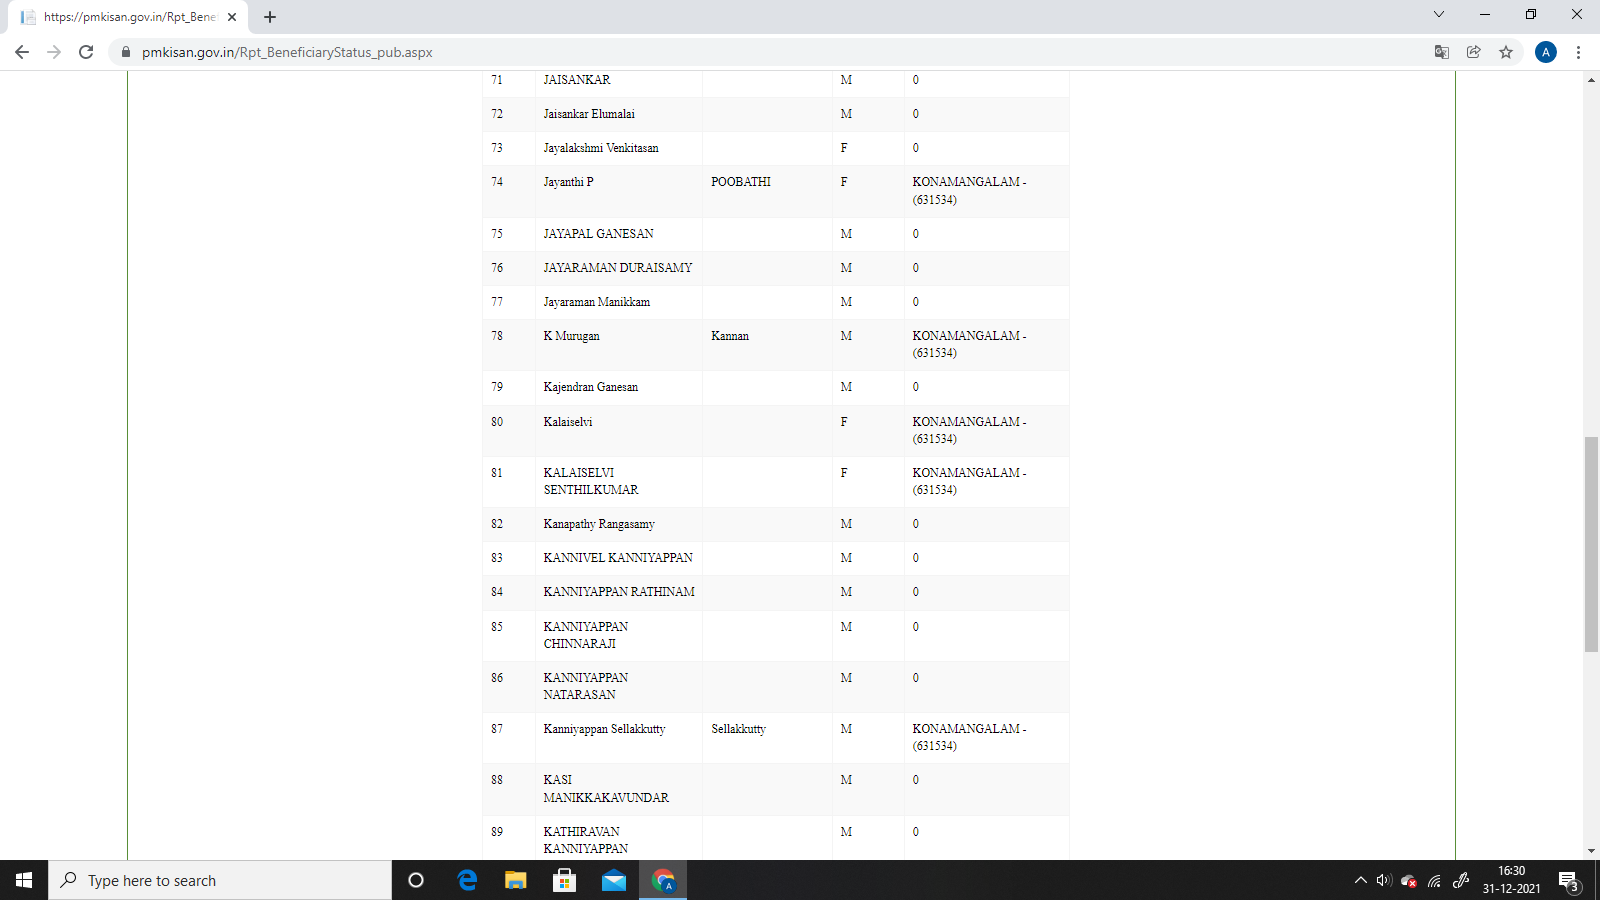 https://pmkisan.gov.in/Rpt_Bene
pmkisan.gov.in/Rpt_BeneficiaryStatus_pub.aspx
A
71 JAISANKAR M 0
72 Jaisankar Elumalai M 0
73 Jayalakshmi Venkitasan F 0
74 Jayanthi P POOBATHI F KONAMANGALAM -
(631534)
75 JAYAPAL GANESAN M 0
76 JAYARAMAN DURAISAMY M 0
77 Jayaraman Manikkam M 0
78 K Murugan Kannan M KONAMANGALAM -
(631534)
79 Kajendran Ganesan M 0
80 Kalaiselvi F KONAMANGALAM -
(631534)
81 KALAISELVI F KONAMANGALAM -
SENTHILKUMAR (631534)
82 Kanapathy Rangasamy M 0
83 KANNIVEL KANNIYAPPAN M 0
84 KANNIYAPPAN RATHINAM M 0
85 KANNIYAPPAN M 0
CHINNARAJI
86 KANNIYAPPAN M 0
NATARASAN
87 Kanniyappan Sellakkutty Sellakkutty M KONAMANGALAM -
(631534)
88 KASI M 0
MANIKKAKAVUNDAR
89 KATHIRAVAN M 0
KANNIYAPPAN
Type here to search
A
16:30
31-12-2021
3